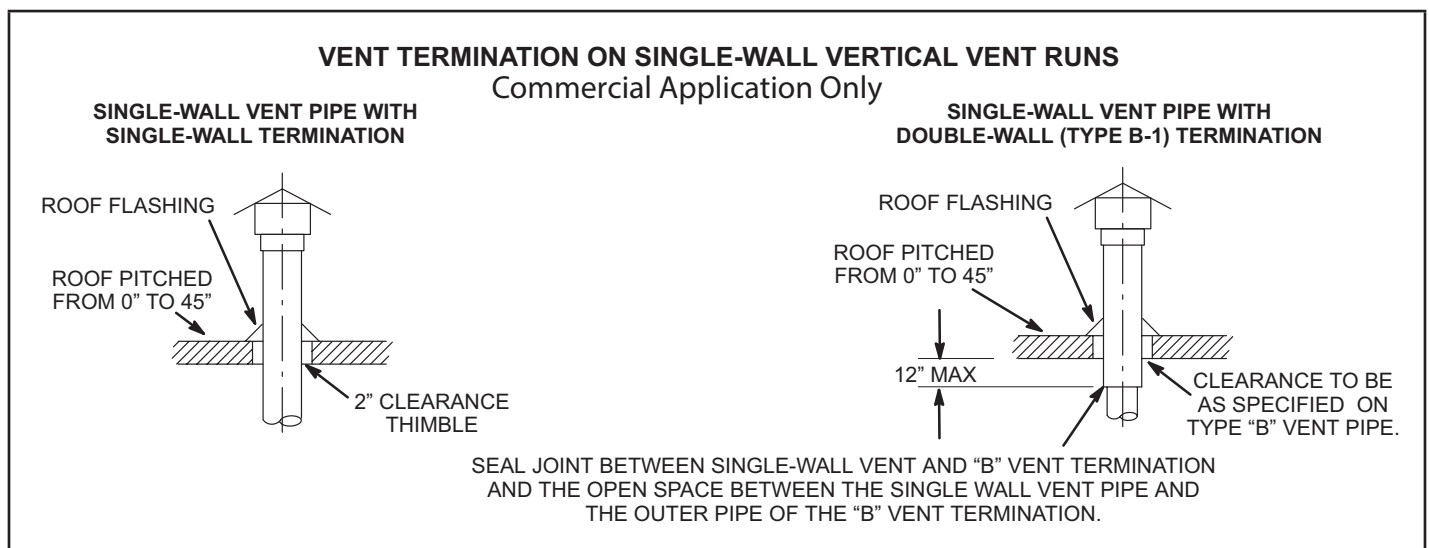 VENT TERMINATION ON SINGLE-WALL VERTICAL VENT RUNS
Commercial Application Only
SINGLE-WALL VENT PIPE WITH
SINGLE-WALL TERMINATION
ROOF FLASHING
ROOF PITCHED
FROM 0” TO 45”
2” CLEARANCE
THIMBLE
SINGLE-WALL VENT PIPE WITH
DOUBLE-WALL (TYPE B-1) TERMINATION
ROOF FLASHING
ROOF PITCHED
FROM 0” TO 45”
12” MAX
CLEARANCE TO BE
AS SPECIFIED ON
TYPE “B” VENT PIPE.
SEAL JOINT BETWEEN SINGLE-WALL VENT AND “B” VENT TERMINATION
AND THE OPEN SPACE BETWEEN THE SINGLE WALL VENT PIPE AND
THE OUTER PIPE OF THE “B” VENT TERMINATION.